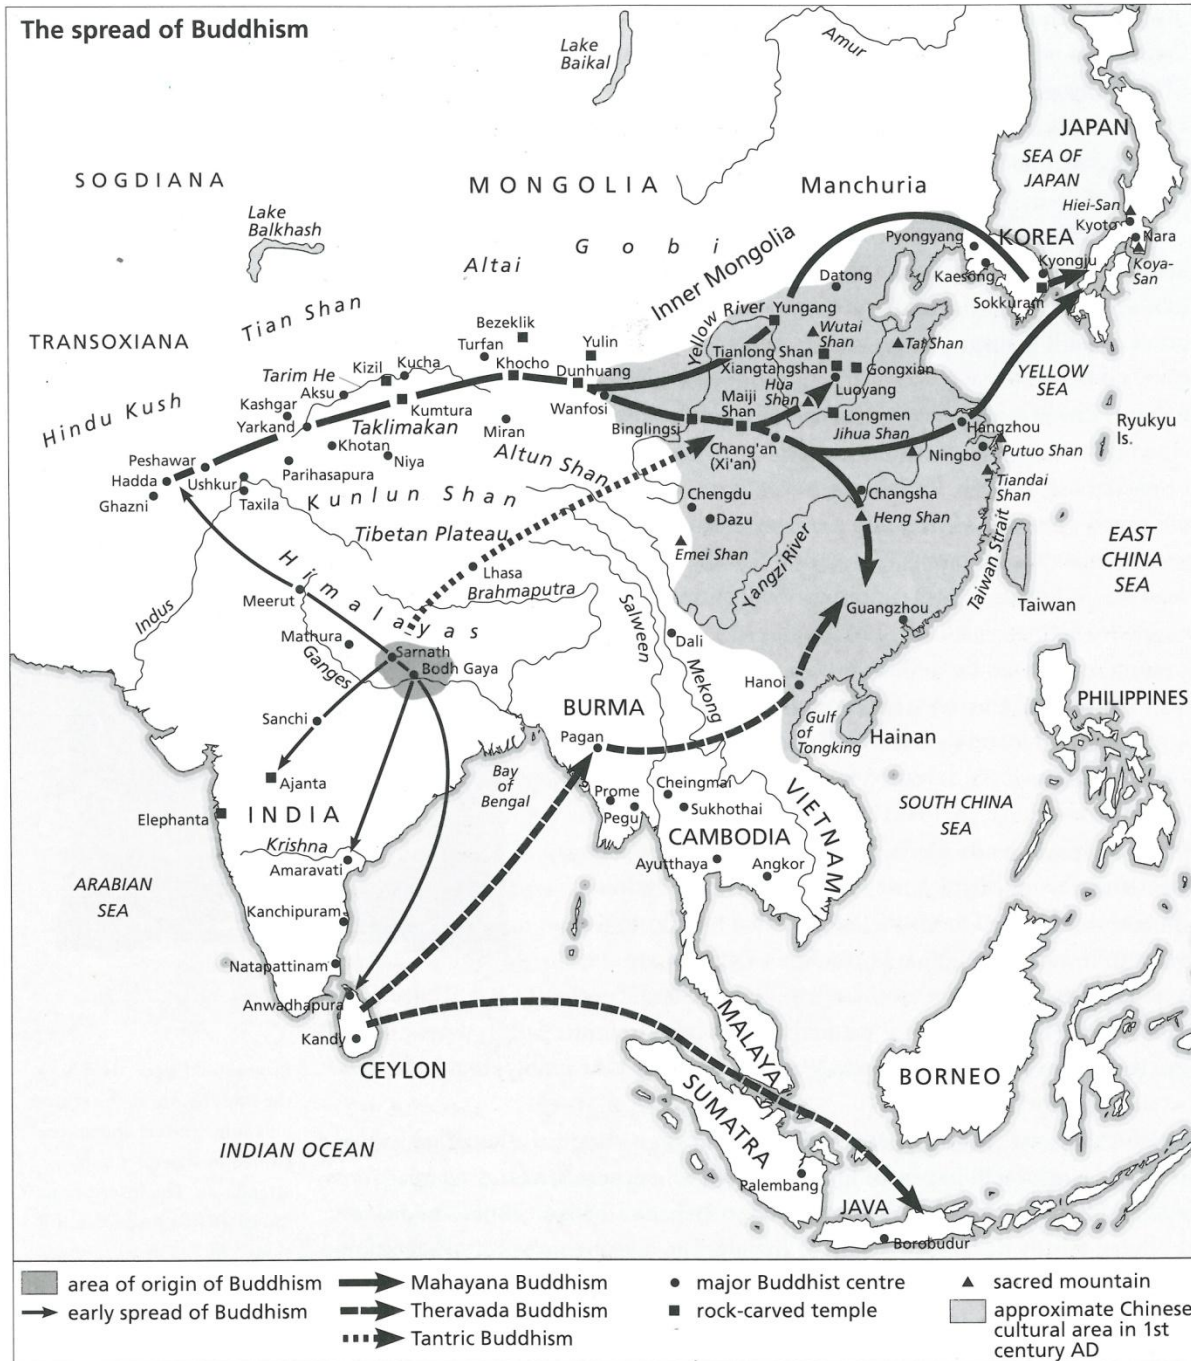 The spread of Buddhism
Lake
Baikal
Amur
JAPAN
SEA OF
JAPAN
SOGDIANA
MONGOLIA
Manchuria
Hiei-San
Kyoto
Nara
Koya-
San
Lake
Balkhash
Gobi
Altai
Inner Mongolia
Pyongyang
KOREA
Kaesong
Kyongju
Sokkuram
Datong
Yungang
Tian Shan
TRANSOXIANA
Bezeklik
Turfan
Yulin
Yellow River
Wutai
Shan
Tai Shan
Kizil
Kucha
Khocho
Dunhuang
Tianlong Shan
Xiangtangshan
Gongxian
Hua
Shan
Luoyang
YELLOW
SEA
Tarim He
Aksu
Kashgar
Yarkand
Kumtura
Taklimakan
Wanfosi
Maiji
Shan
Longmen
Hindu Kush
Miran
Binglingsi
Jihua Shan
Hangzhou
Ryukyu
Is.
Khotan
Niya
Altun Shan
Chang'an
(Xi'an)
Ningbo
Putuo Shan
Peshawar
Hadda
Ushkur
Parihasapura
Ghazni
Taxila
Kunlun Shan
Tiandai
Shan
Chengdu
Dazu
Changsha
Heng Shan
Tibetan Plateau
Emei Shan
Yangzi River
Taiwan Strait
EAST
CHINA
SEA
Himalayas
Lhasa
Brahmaputra
Indus
Meerut
Salween
Guangzhou
Taiwan
Mathura
Ganges
Sarnath
Bodh Gaya
Dali
Mekong
Hanoi
PHILIPPINES
Sanchi
BURMA
Pagan
Gulf
of
Tongking
Hainan
Ajanta
Bay
of
Bengal
Cheingmai
Prome
Sukhothai
Pegu
VIETNAM
SOUTH CHINA
SEA
Elephanta
INDIA
CAMBODIA
Krishna
Amaravati
Ayutthaya
Angkor
ARABIAN
SEA
Kanchipuram
Natapattinam
Anwadhapura
Kandy
CEYLON
MALAYA
BORNEO
SUMATRA
INDIAN OCEAN
Palembang
JAVA
Borobudur
area of origin of Buddhism
early spread of Buddhism
Mahayana Buddhism
Theravada Buddhism
Tantric Buddhism
major Buddhist centre
rock-carved temple
sacred mountain
approximate Chinese
cultural area in 1st
century AD